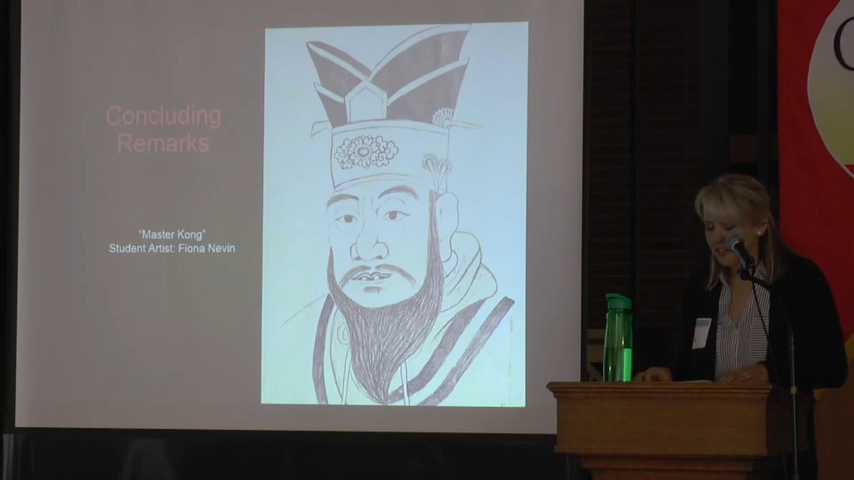 Concluding
Remarks
“Master Kong”
Student Artist: Fiona Nevin